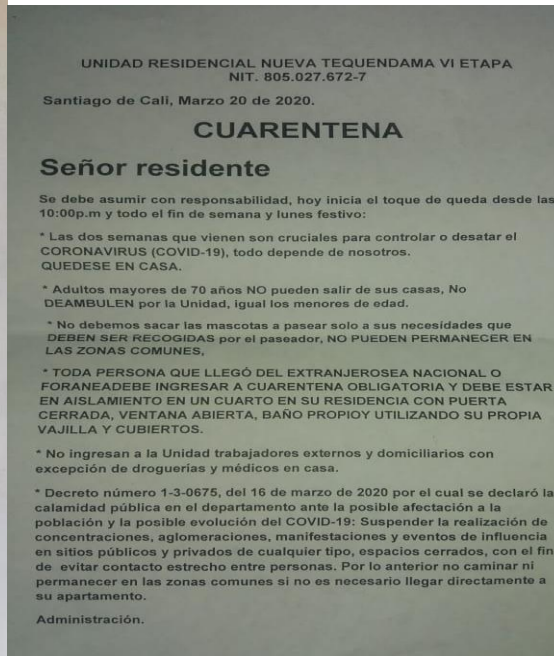 UNIDAD RESIDENCIAL NUEVA TEQUENDAMA VI ETAPA
NIT. 805.027.672-7
Santiago de Cali, Marzo 20 de 2020.
CUARENTENA
Señor residente
Se debe asumir con responsabilidad, hoy inicia el toque de queda desde las
10:00p.m y todo el fin de semana y lunes festivo:
* Las dos semanas que vienen son cruciales para controlar o desatar el
CORONAVIRUS (COVID-19), todo depende de nosotros.
QUEDESE EN CASA.
* Adultos mayores de 70 años NO pueden salir de sus casas, No
DEAMBULEN por la Unidad, igual los menores de edad.
* No debemos sacar las mascotas a pasear solo a sus necesidades que
DEBEN SER RECOGIDAS por el paseador, NO PUEDEN PERMANECER EN
LAS ZONAS COMUNES,
* TODA PERSONA QUE LLEGÓ DEL EXTRANJEROSEA NACIONAL O
FORANEADEBE INGRESAR A CUARENTENA OBLIGATORIA Y DEBE ESTAR
EN AISLAMIENTO EN UN CUARTO EN SU RESIDENCIA CON PUERTA
CERRADA, VENTANA ABIERTA, BAÑO PROPIOY UTILIZANDO SU PROPIA
VAJILLA Y CUBIERTOS.
* No ingresan a la Unidad trabajadores externos y domiciliarios con
excepción de droguerías y médicos en casa.
* Decreto número 1-3-0675, del 16 de marzo de 2020 por el cual se declaró la
calamidad pública en el departamento ante la posible afectación a la
población y la posible evolución del COVID-19: Suspender la realización de
concentraciones, aglomeraciones, manifestaciones y eventos de influencia
en sitios públicos y privados de cualquier tipo, espacios cerrados, con el fin
de evitar contacto estrecho entre personas. Por lo anterior no caminar ni
permanecer en las zonas comunes si no es necesario llegar directamente a
su apartamento.
Administración.